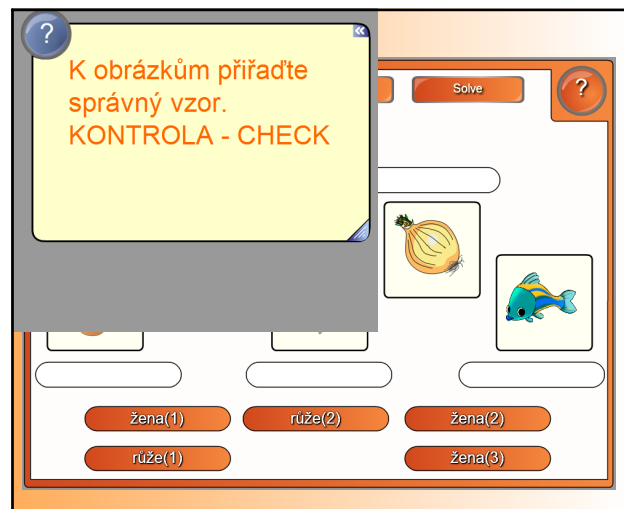 ?
K obrázkům přiřaďte
správný vzor.
KONTROLA - CHECK
Solve
?
žena(1)
růže(2)
žena(2)
růže(1)
žena(3)